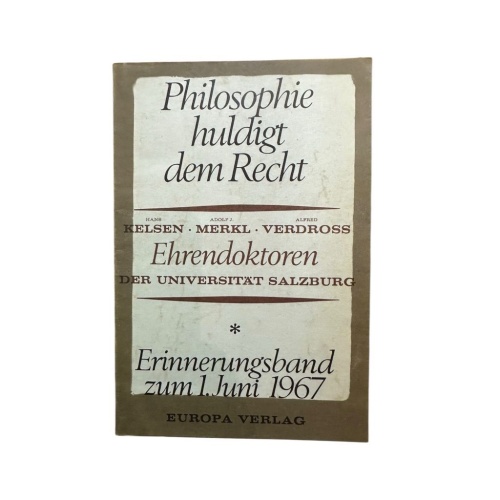 Philosophie
huldigt
dem Recht
HANS ADOLF J. ALFRED
KELSEN · MERKL · VERDROSS
Ehrendoktoren
DER UNIVERSITÄT SALZBURG
*
Erinnerungsband
zum 1. Juni 1967
EUROPA VERLAG